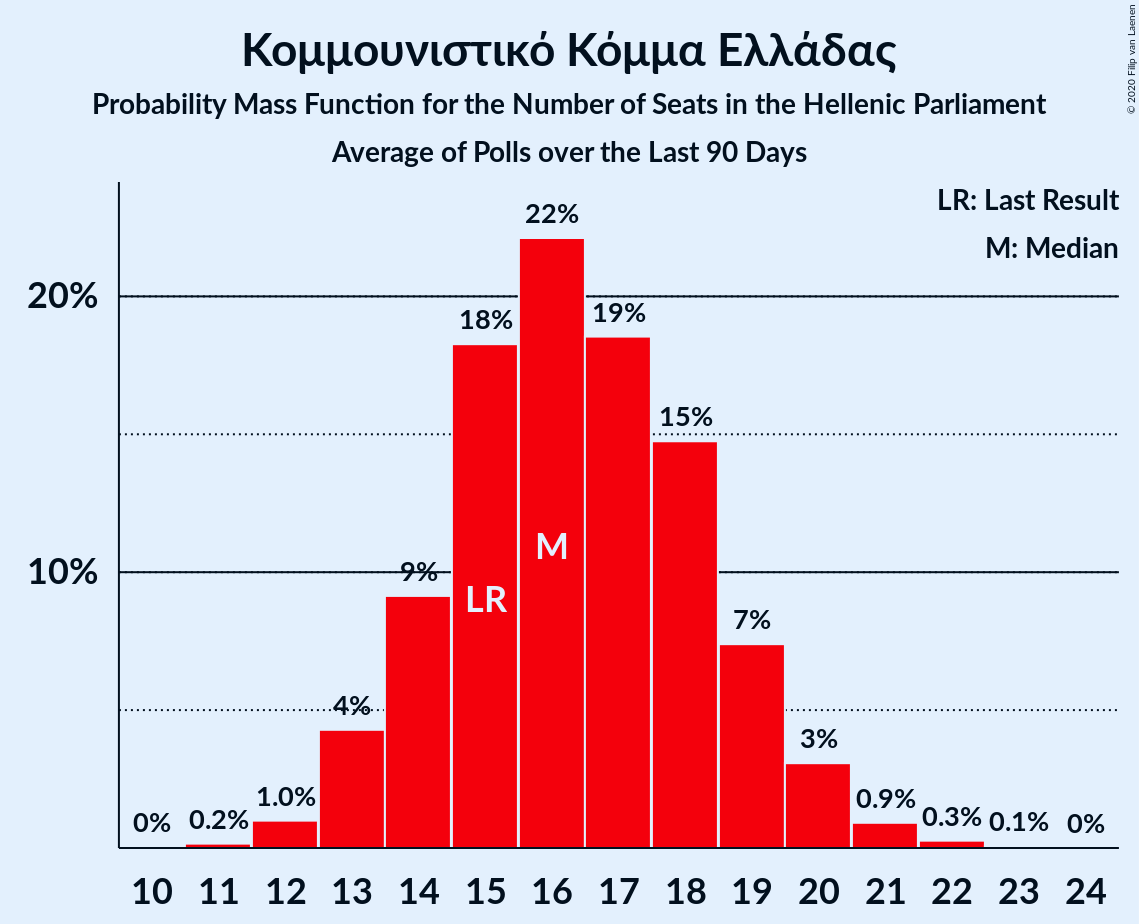 Κομμουνιστικό Κόμμα Ελλάδας
Probability Mass Function for the Number of Seats in the Hellenic Parliament
Average of Polls over the Last 90 Days
© 2020 Filip van Laenen
LR: Last Result
M: Median
20%
10%
0%
0.2%
1.0%
4%
9%
18%
22%
19%
15%
7%
3%
0.9%
0.3%
0.1%
0%
LR
M
10 11 12 13 14 15 16 17 18 19 20 21 22 23 24